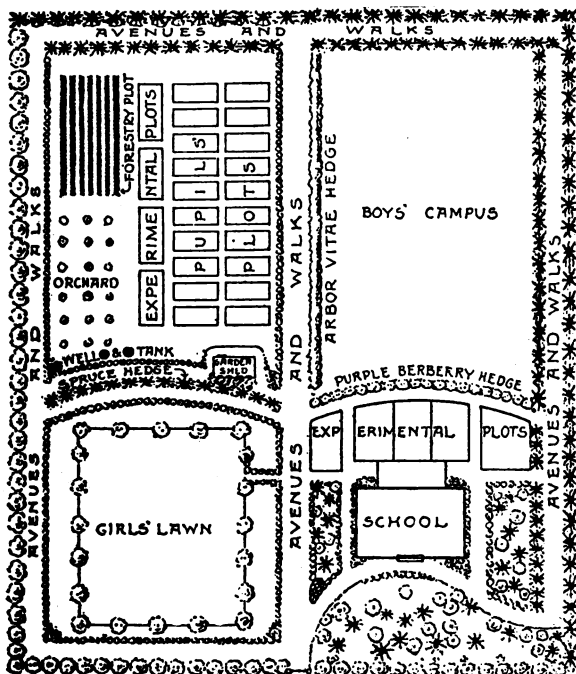 AVENUES AND WALKS
FORESTRY PLOT
EXPERIMENTAL PLOTS
PUPILS'
PLOTS
ORCHARD
WELL & TANK
GARDEN SHED
SPRUCE HEDGE
AVENUES AND WALKS
AVENUES AND WALKS
ARBOR VITAE HEDGE
BOYS' CAMPUS
AVENUES AND WALKS
PURPLE BERBERRY HEDGE
EXPERIMENTAL PLOTS
GIRLS' LAWN
SCHOOL